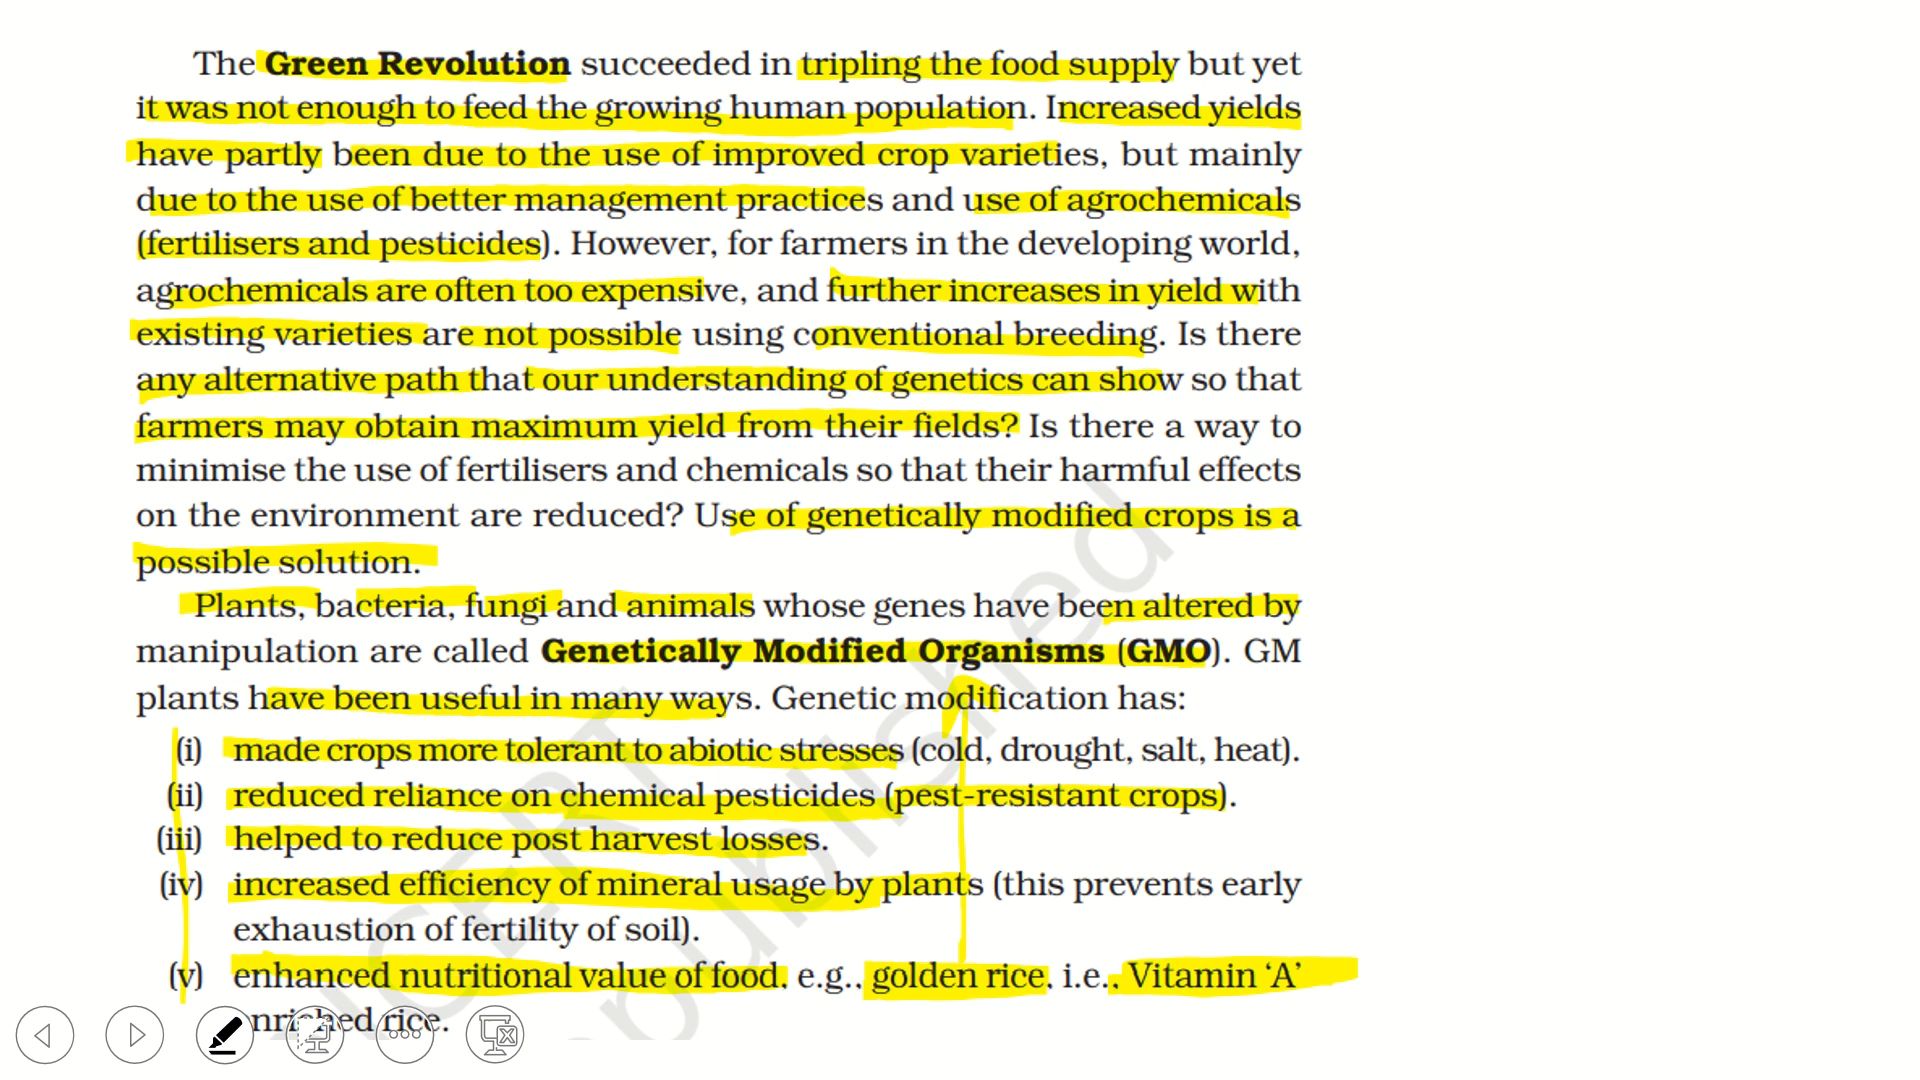 The Green Revolution succeeded in tripling the food supply but yet
it was not enough to feed the growing human population. Increased yields
have partly been due to the use of improved crop varieties, but mainly
due to the use of better management practices and use of agrochemicals
(fertilisers and pesticides). However, for farmers in the developing world,
agrochemicals are often too expensive, and further increases in yield with
existing varieties are not possible using conventional breeding. Is there
any alternative path that our understanding of genetics can show so that
farmers may obtain maximum yield from their fields? Is there a way to
minimise the use of fertilisers and chemicals so that their harmful effects
on the environment are reduced? Use of genetically modified crops is a
possible solution.
Plants, bacteria, fungi and animals whose genes have been altered by
manipulation are called Genetically Modified Organisms (GMO). GM
plants have been useful in many ways. Genetic modification has:
(i) made crops more tolerant to abiotic stresses (cold, drought, salt, heat).
(ii) reduced reliance on chemical pesticides (pest-resistant crops).
(iii) helped to reduce post harvest losses.
(iv) increased efficiency of mineral usage by plants (this prevents early
exhaustion of fertility of soil).
(v) enhanced nutritional value of food, e.g., golden rice, i.e., Vitamin ‘A’
nriched rice.
NCERT
published